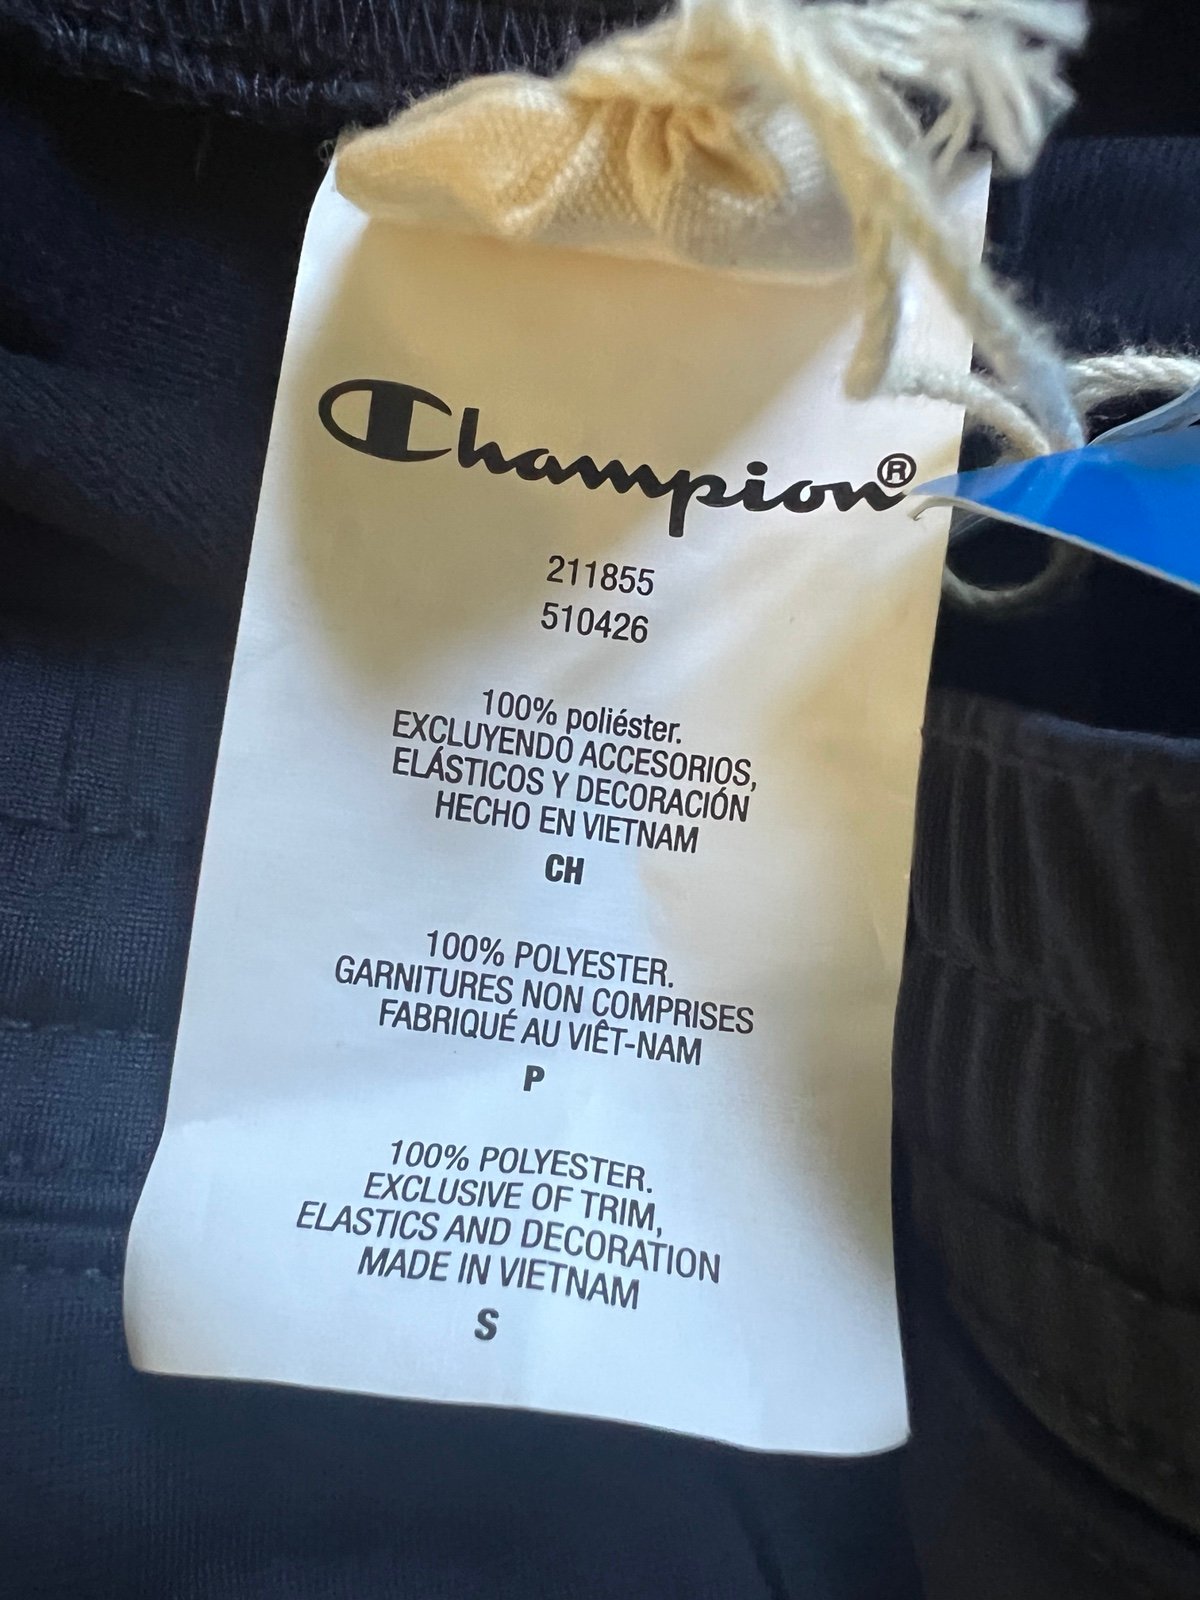 Champion®
211855
510426
100% poliéster.
EXCLUYENDO ACCESORIOS,
ELÁSTICOS Y DECORACIÓN
HECHO EN VIETNAM
CH
100% POLYESTER.
GARNITURES NON COMPRISES
FABRIQUÉ AU VIÊT-NAM
P
100% POLYESTER.
EXCLUSIVE OF TRIM,
ELASTICS AND DECORATION
MADE IN VIETNAM
S